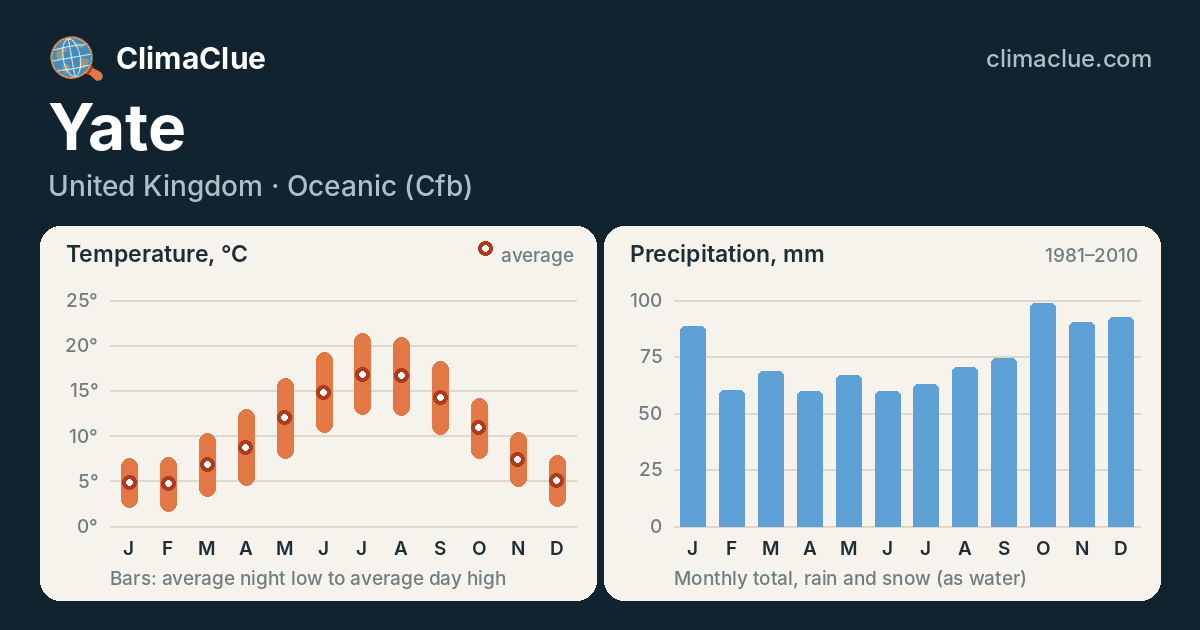 ClimaClue
climaclue.com
Yate
United Kingdom · Oceanic (Cfb)
Temperature, °C
average
25°
20°
15°
10°
5°
0°
J F M A M J J A S O N D
Bars: average night low to average day high
Precipitation, mm
1981–2010
100
75
50
25
0
J F M A M J J A S O N D
Monthly total, rain and snow (as water)